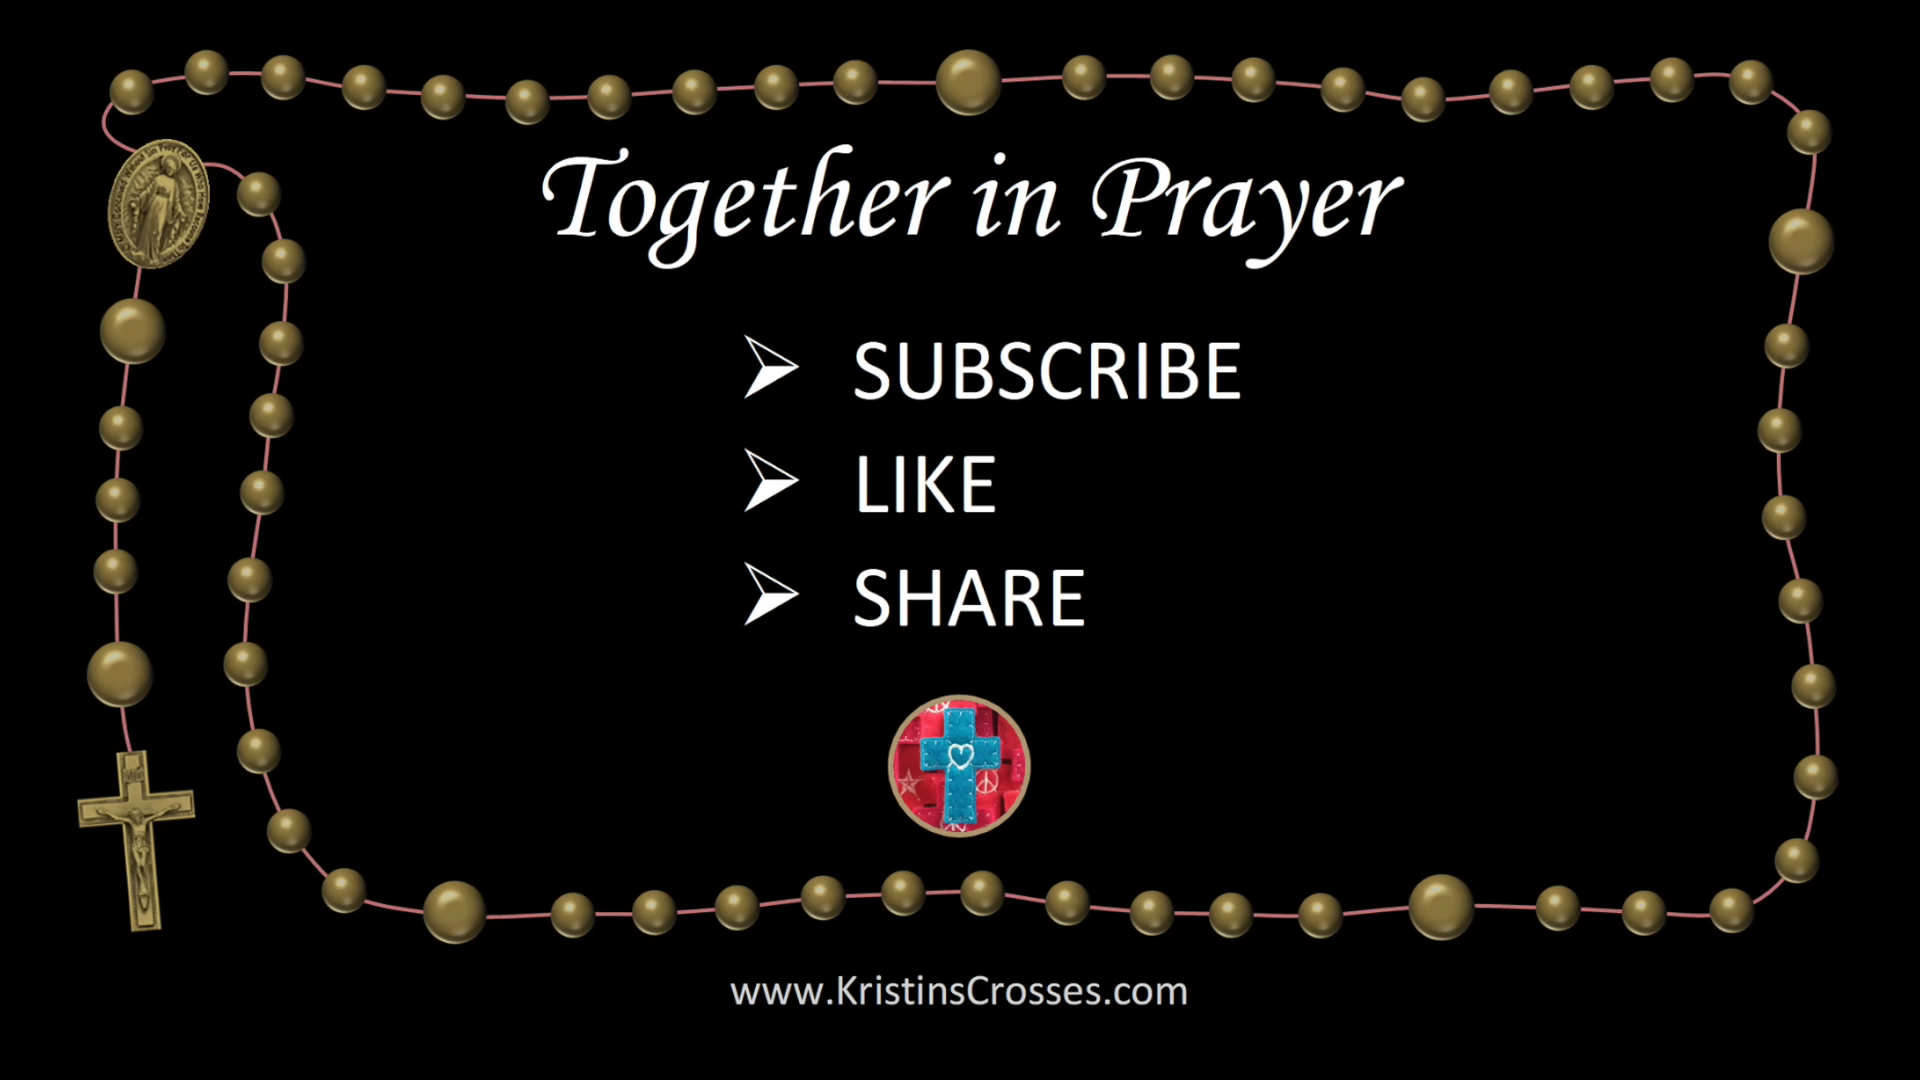 Together in Prayer
SUBSCRIBE
LIKE
SHARE
www.KristinsCrosses.com